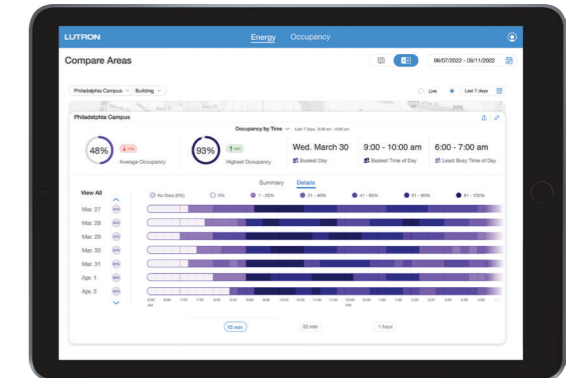 LUTRON
Energy Occupancy
Compare Areas
06/07/2022 - 06/11/2022
Philadelphia Campus Building
Live Last 7 days
Philadelphia Campus
Occupancy by Time Last 7 Days
48% Average Occupancy
93% Highest Occupancy
Wed. March 30
Busiest Day
9:00 - 10:00 am
Busiest Time of Day
6:00 - 7:00 am
Least Busy Time of Day
Summary Details
View All
No Data (0%) 0% 1 - 20% 21 - 40% 41 - 60% 61 - 80% 81 - 100%
Mar. 27
Mar. 28
Mar. 29
Mar. 30
Mar. 31
Apr. 1
Apr. 2
15 min 30 min 1 hour